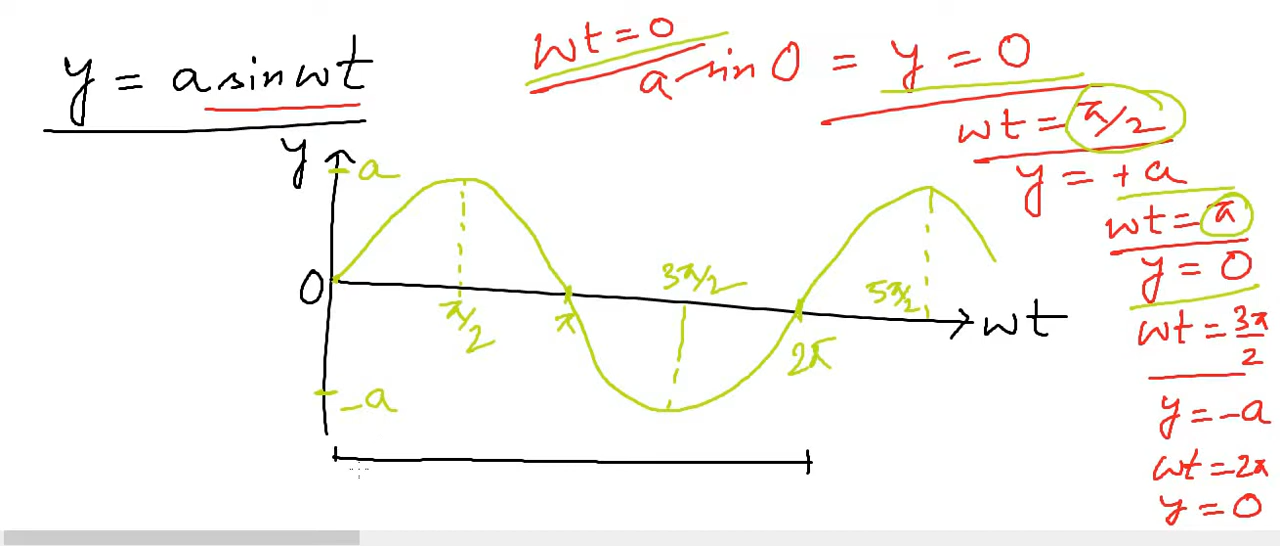 y = a sin wt
wt = 0
a sin 0 = y = 0
wt = π/2
y = +a
wt = π
y = 0
wt = 3π/2
y = -a
wt = 2π
y = 0
y
a
0
-a
π/2
π
3π/2
2π
5π/2
wt